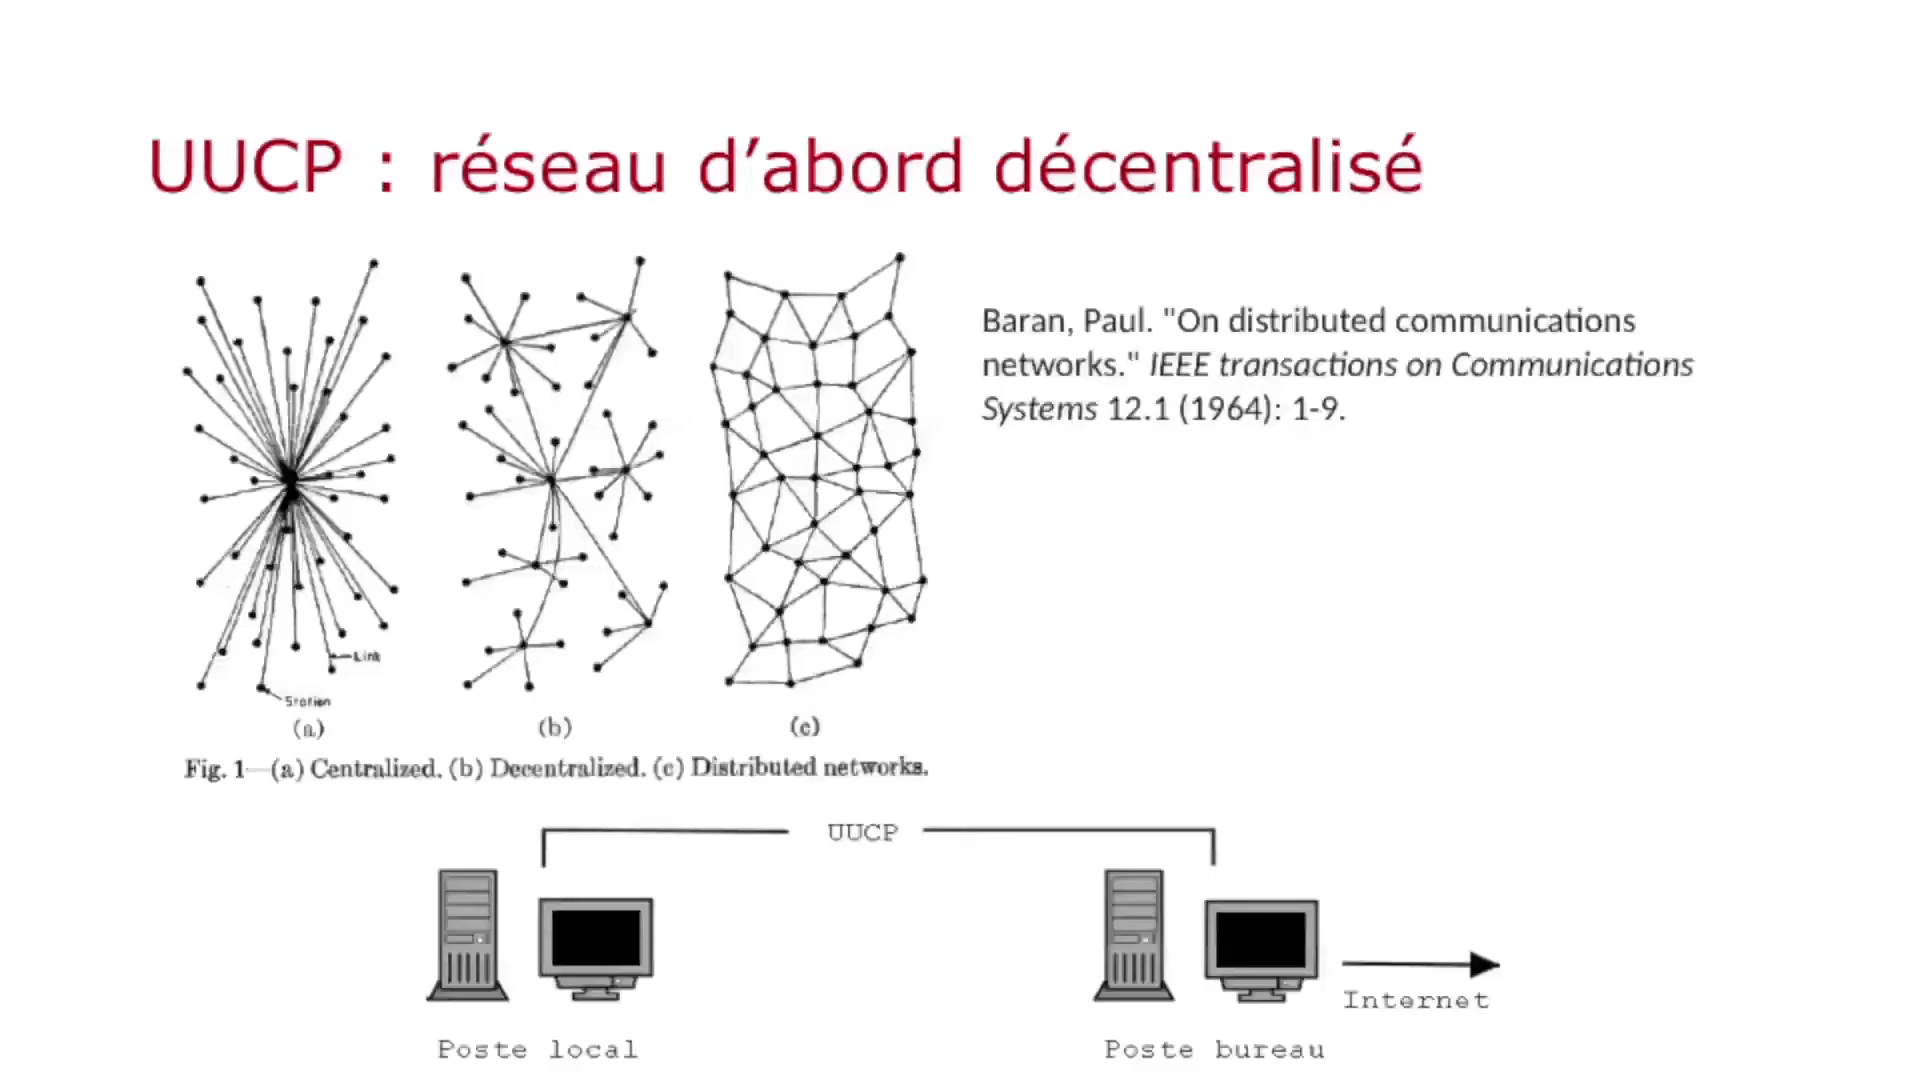 UUCP : réseau d’abord décentralisé
Baran, Paul. "On distributed communications
networks." IEEE transactions on Communications
Systems 12.1 (1964): 1-9.
Link
Station
(a)
(b)
(c)
Fig. 1—(a) Centralized. (b) Decentralized. (c) Distributed networks.
UUCP
Internet
Poste local
Poste bureau